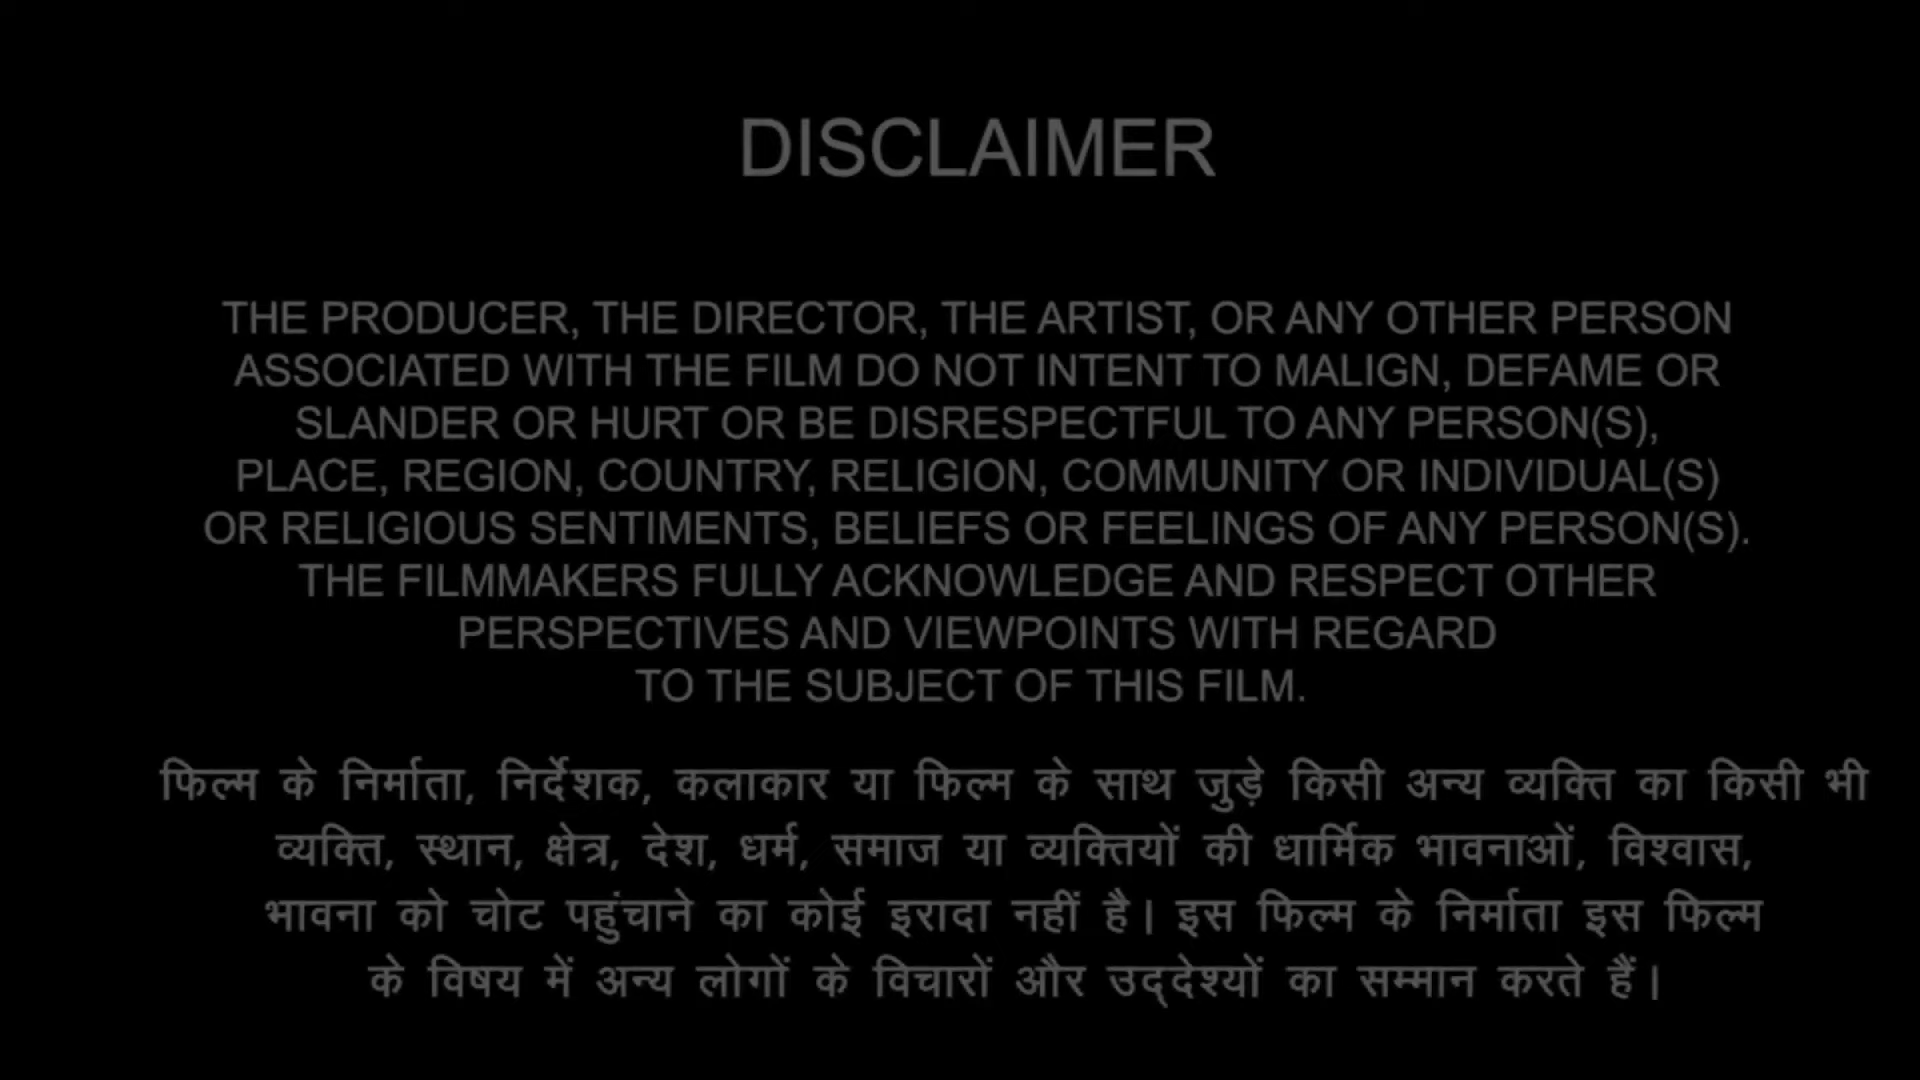 DISCLAIMER
THE PRODUCER, THE DIRECTOR, THE ARTIST, OR ANY OTHER PERSON
ASSOCIATED WITH THE FILM DO NOT INTENT TO MALIGN, DEFAME OR
SLANDER OR HURT OR BE DISRESPECTFUL TO ANY PERSON(S),
PLACE, REGION, COUNTRY, RELIGION, COMMUNITY OR INDIVIDUAL(S)
OR RELIGIOUS SENTIMENTS, BELIEFS OR FEELINGS OF ANY PERSON(S).
THE FILMMAKERS FULLY ACKNOWLEDGE AND RESPECT OTHER
PERSPECTIVES AND VIEWPOINTS WITH REGARD
TO THE SUBJECT OF THIS FILM.
फिल्म के निर्माता, निर्देशक, कलाकार या फिल्म के साथ जुड़े किसी अन्य व्यक्ति का किसी भी
व्यक्ति, स्थान, क्षेत्र, देश, धर्म, समाज या व्यक्तियों की धार्मिक भावनाओं, विश्वास,
भावना को चोट पहुंचाने का कोई इरादा नहीं है। इस फिल्म के निर्माता इस फिल्म
के विषय में अन्य लोगों के विचारों और उद्देश्यों का सम्मान करते हैं।